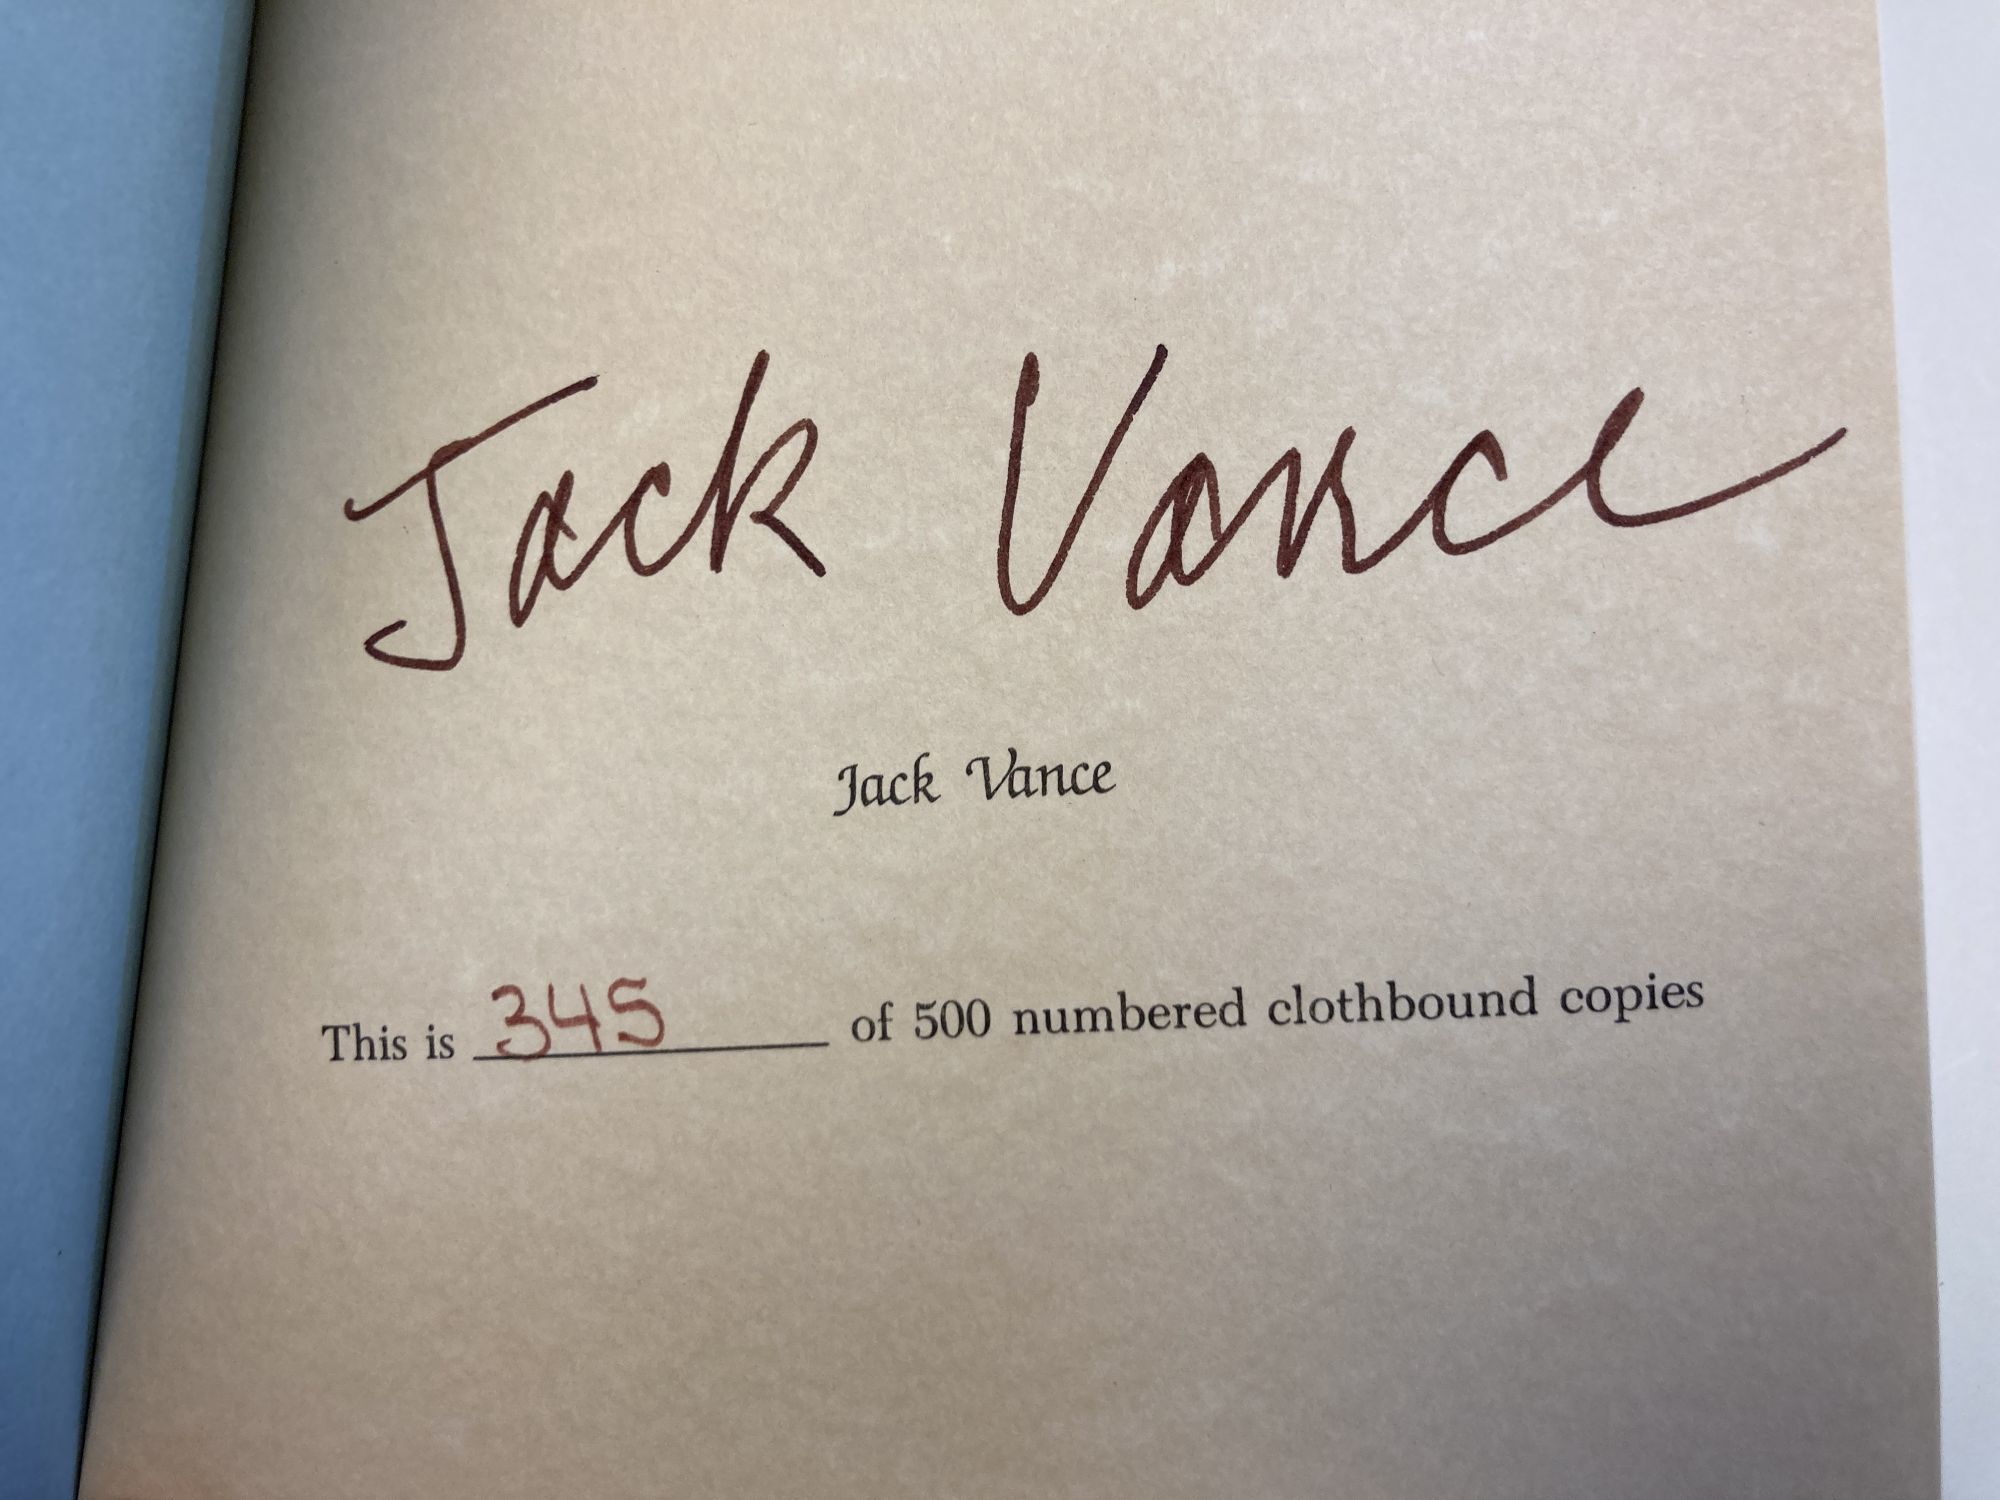 Jack Vance
Jack Vance
This is 345 of 500 numbered clothbound copies